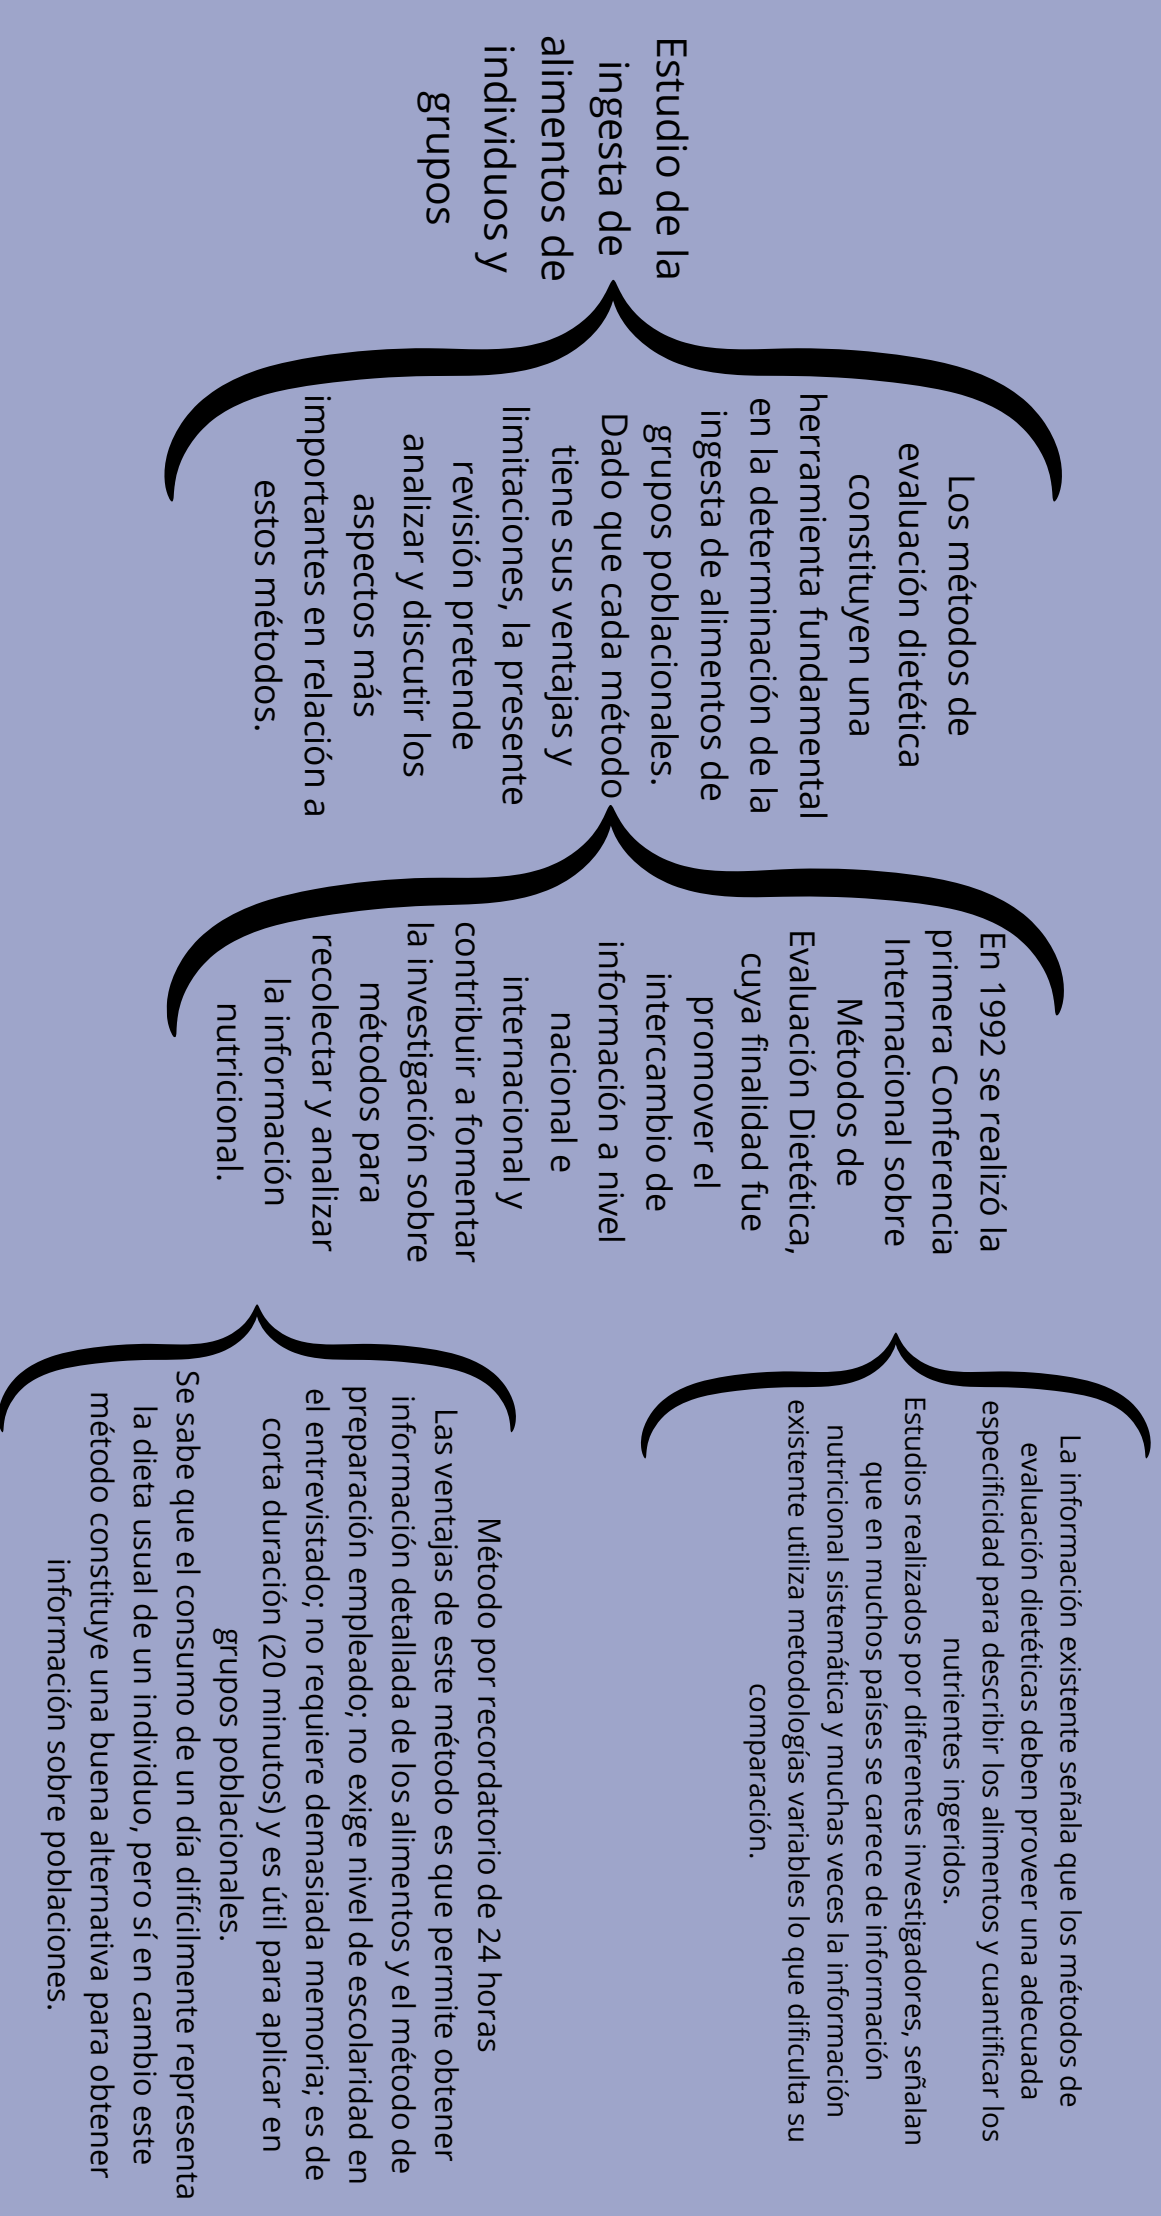 Estudio de la
ingesta de
alimentos de
individuos y
grupos
Los métodos de
evaluación dietética
constituyen una
herramienta fundamental
en la determinación de la
ingesta de alimentos de
grupos poblacionales.
Dado que cada método
tiene sus ventajas y
limitaciones, la presente
revisión pretende
analizar y discutir los
aspectos más
importantes en relación a
estos métodos.
En 1992 se realizó la
primera Conferencia
Internacional sobre
Métodos de
Evaluación Dietética,
cuya finalidad fue
promover el
intercambio de
información a nivel
nacional e
internacional y
contribuir a fomentar
la investigación sobre
métodos para
recolectar y analizar
la información
nutricional.
La información existente señala que los métodos de
evaluación dietéticas deben proveer una adecuada
especificidad para describir los alimentos y cuantificar los
nutrientes ingeridos.
Estudios realizados por diferentes investigadores, señalan
que en muchos países se carece de información
nutricional sistemática y muchas veces la información
existente utiliza metodologías variables lo que dificulta su
comparación.
Método por recordatorio de 24 horas
Las ventajas de este método es que permite obtener
información detallada de los alimentos y el método de
preparación empleado; no exige nivel de escolaridad en
el entrevistado; no requiere demasiada memoria; es de
corta duración (20 minutos) y es útil para aplicar en
grupos poblacionales.
Se sabe que el consumo de un día difícilmente representa
la dieta usual de un individuo, pero sí en cambio este
método constituye una buena alternativa para obtener
información sobre poblaciones.